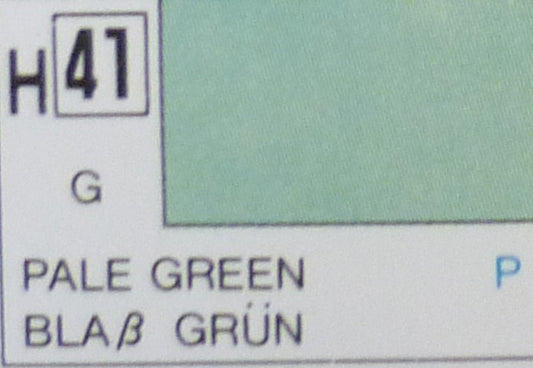 H 41
G
PALE GREEN P
BLAβ GRÜN